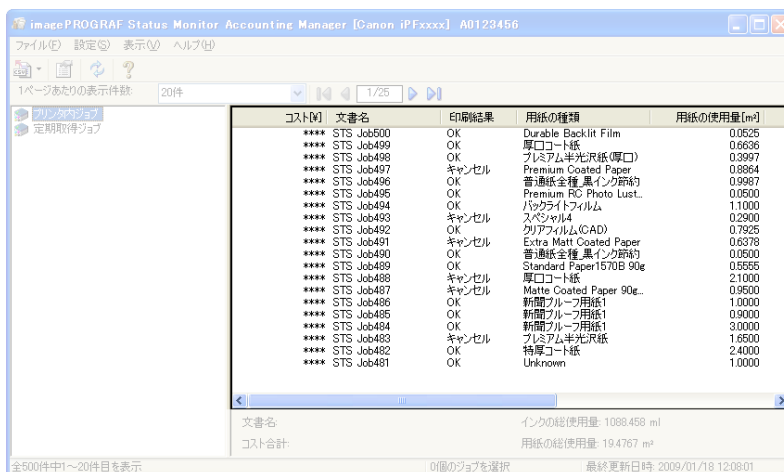 imagePROGRAF Status Monitor Accounting Manager [Canon iPFxxxx] A0123456
ファイル(F) 設定(S) 表示(V) ヘルプ(H)
1ページあたりの表示件数: 20件 1/25
プリンタ内ジョブ
定期取得ジョブ
コスト[¥] 文書名 印刷結果 用紙の種類 用紙の使用量[m²]
**** STS Job500 OK Durable Backlit Film 0.0525
**** STS Job499 OK 厚口コート紙 0.6636
**** STS Job498 OK プレミアム半光沢紙(厚口) 0.3997
**** STS Job497 キャンセル Premium Coated Paper 0.8864
**** STS Job496 OK 普通紙全種_黒インク節約 0.9987
**** STS Job495 OK Premium RC Photo Lust... 0.0500
**** STS Job494 OK バックライトフィルム 1.1000
**** STS Job493 キャンセル スペシャル4 0.2900
**** STS Job492 OK クリアフィルム(CAD) 0.7925
**** STS Job491 キャンセル Extra Matt Coated Paper 0.6378
**** STS Job490 OK 普通紙全種_黒インク節約 0.0500
**** STS Job489 OK Standard Paper1570B 90g 0.5555
**** STS Job488 キャンセル 厚口コート紙 2.1000
**** STS Job487 キャンセル Matte Coated Paper 90g... 0.9500
**** STS Job486 OK 新聞プルーフ用紙1 1.0000
**** STS Job485 OK 新聞プルーフ用紙1 0.9000
**** STS Job484 OK 新聞プルーフ用紙1 3.0000
**** STS Job483 キャンセル プレミアム半光沢紙 1.6500
**** STS Job482 OK 特厚コート紙 2.4000
**** STS Job481 OK Unknown 1.0000
文書名: インクの総使用量: 1088.458 ml
コスト合計: 用紙の総使用量: 19.4767 m²
全500件中1～20件目を表示 0個のジョブを選択 最終更新日時: 2009/01/18 12:08:01